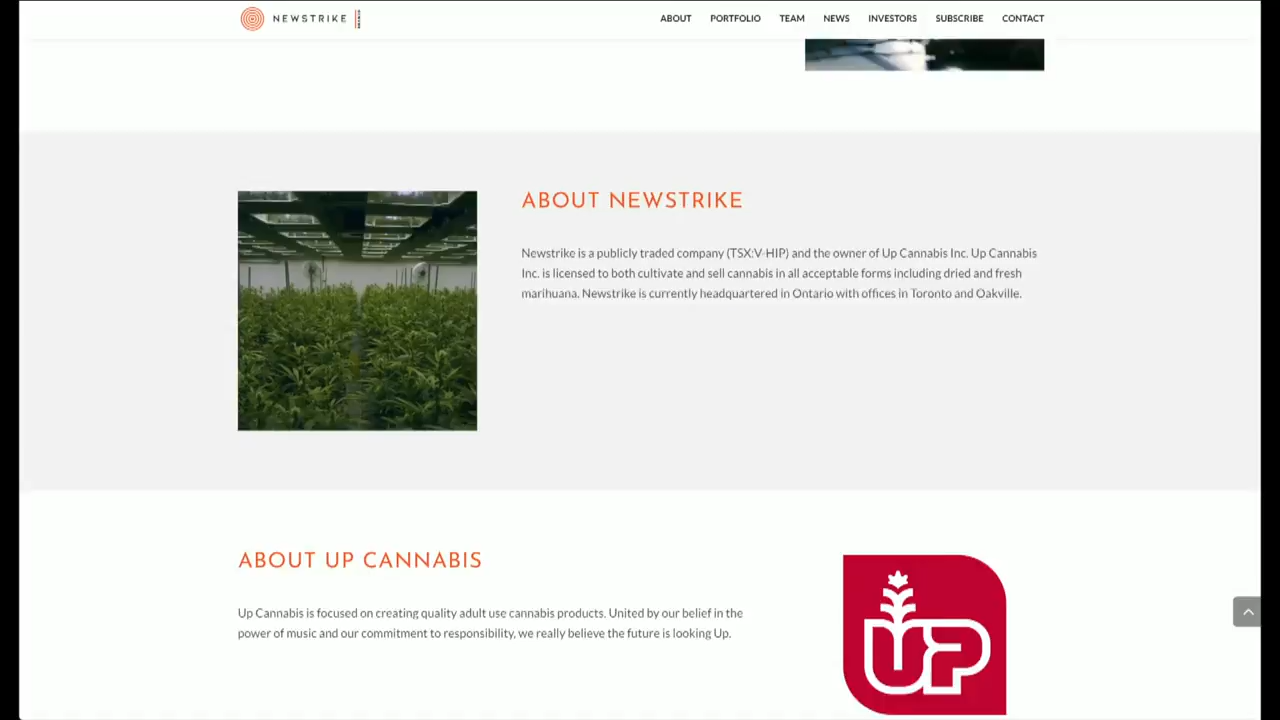 NEWSTRIKE
ABOUT PORTFOLIO TEAM NEWS INVESTORS SUBSCRIBE CONTACT
ABOUT NEWSTRIKE
Newstrike is a publicly traded company (TSX:V-HIP) and the owner of Up Cannabis Inc. Up Cannabis
Inc. is licensed to both cultivate and sell cannabis in all acceptable forms including dried and fresh
marihuana. Newstrike is currently headquartered in Ontario with offices in Toronto and Oakville.
ABOUT UP CANNABIS
Up Cannabis is focused on creating quality adult use cannabis products. United by our belief in the
power of music and our commitment to responsibility, we really believe the future is looking Up.
UP